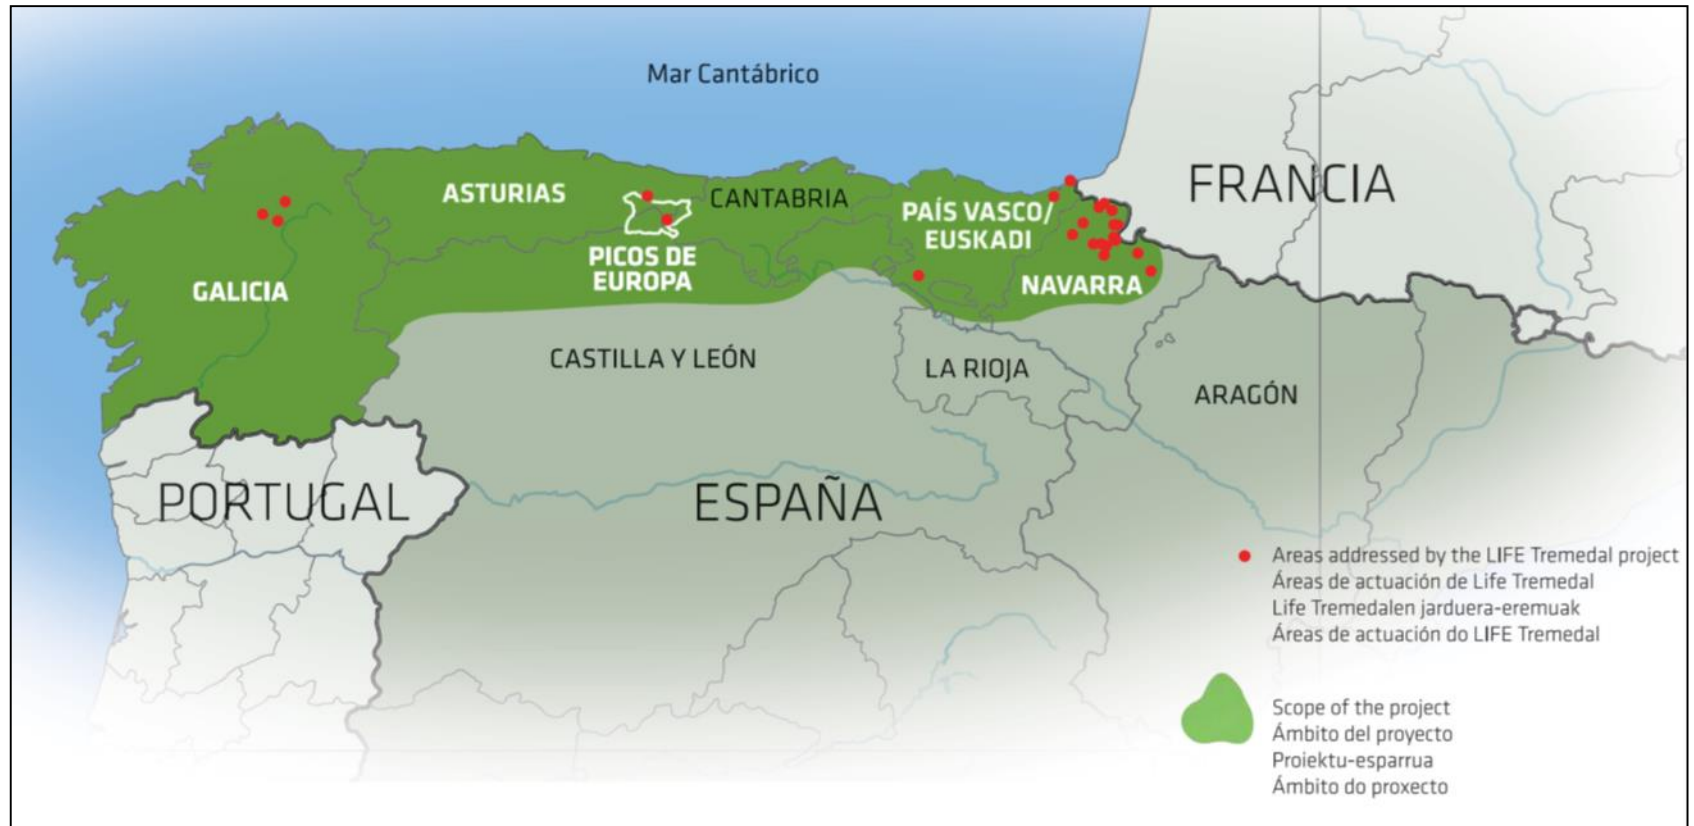 Mar Cantábrico
FRANCIA
ASTURIAS
CANTABRIA
PAÍS VASCO/
EUSKADI
PICOS DE
EUROPA
GALICIA
NAVARRA
CASTILLA Y LEÓN
LA RIOJA
ARAGÓN
PORTUGAL
ESPAÑA
Areas addressed by the LIFE Tremedal project
Áreas de actuación de Life Tremedal
Life Tremedalen jarduera-eremuak
Áreas de actuación do LIFE Tremedal
Scope of the project
Ámbito del proyecto
Proiektu-esparrua
Ámbito do proxecto